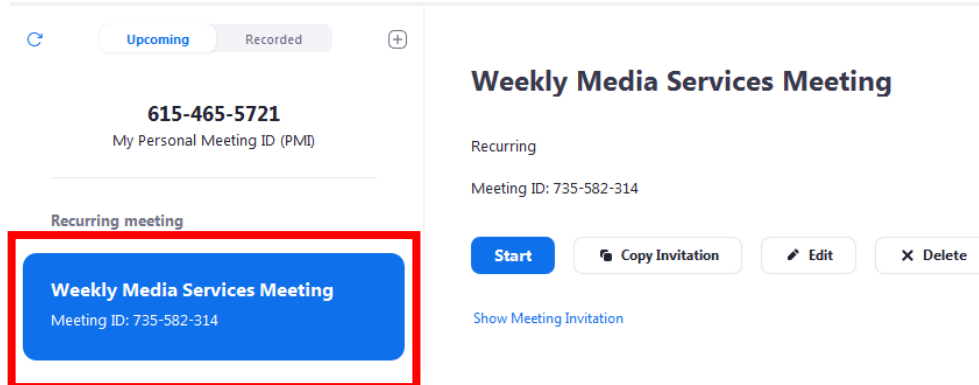 Upcoming
Recorded
615-465-5721
My Personal Meeting ID (PMI)
Recurring meeting
Weekly Media Services Meeting
Meeting ID: 735-582-314
Weekly Media Services Meeting
Recurring
Meeting ID: 735-582-314
Start
Copy Invitation
Edit
Delete
Show Meeting Invitation